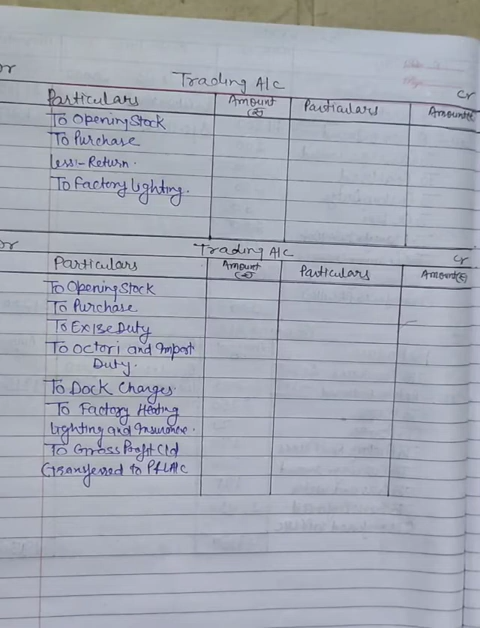 Dr
Trading A/C
Cr
Particulars
Amount (₹)
Particulars
Amount(₹)
To Opening Stock
To Purchase
Less:- Return.
To Factory Lighting.
Dr
Trading A/C
Cr
Particulars
Amount (₹)
Particulars
Amount(₹)
To Opening Stock
To Purchase
To Exise Duty
To Octori and Import
Duty.
To Dock Charges.
To Factory Heating
Lighting and Insurance.
To Gross Profit C/d
(transferred to P&L A/C